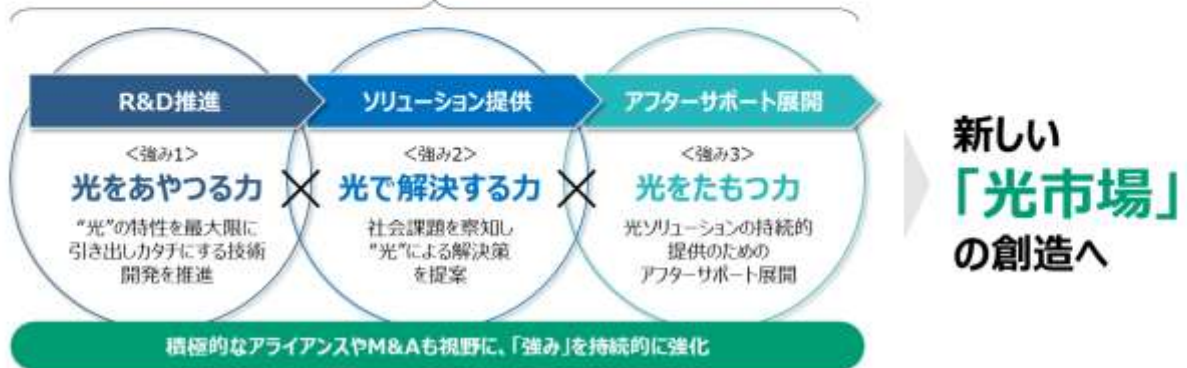 R&D推進
ソリューション提供
アフターサポート展開
<強み1>
光をあやつる力
“光”の特性を最大限に
引き出しカタチにする技術
開発を推進
×
<強み2>
光で解決する力
社会課題を察知し
“光”による解決策
を提案
×
<強み3>
光をたもつ力
光ソリューションの持続的
提供のための
アフターサポート展開
新しい
「光市場」
の創造へ
積極的なアライアンスやM&Aも視野に、「強み」を持続的に強化